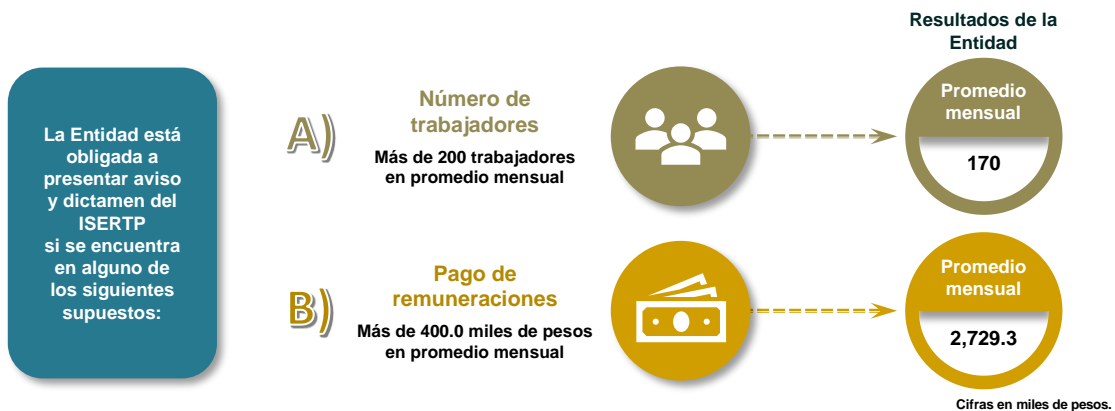 La Entidad está
obligada a
presentar aviso
y dictamen del
ISERTP
si se encuentra
en alguno de
los siguientes
supuestos:
A)
Número de
trabajadores
Más de 200 trabajadores
en promedio mensual
Resultados de la
Entidad
Promedio
mensual
170
B)
Pago de
remuneraciones
Más de 400.0 miles de pesos
en promedio mensual
Promedio
mensual
2,729.3
Cifras en miles de pesos.